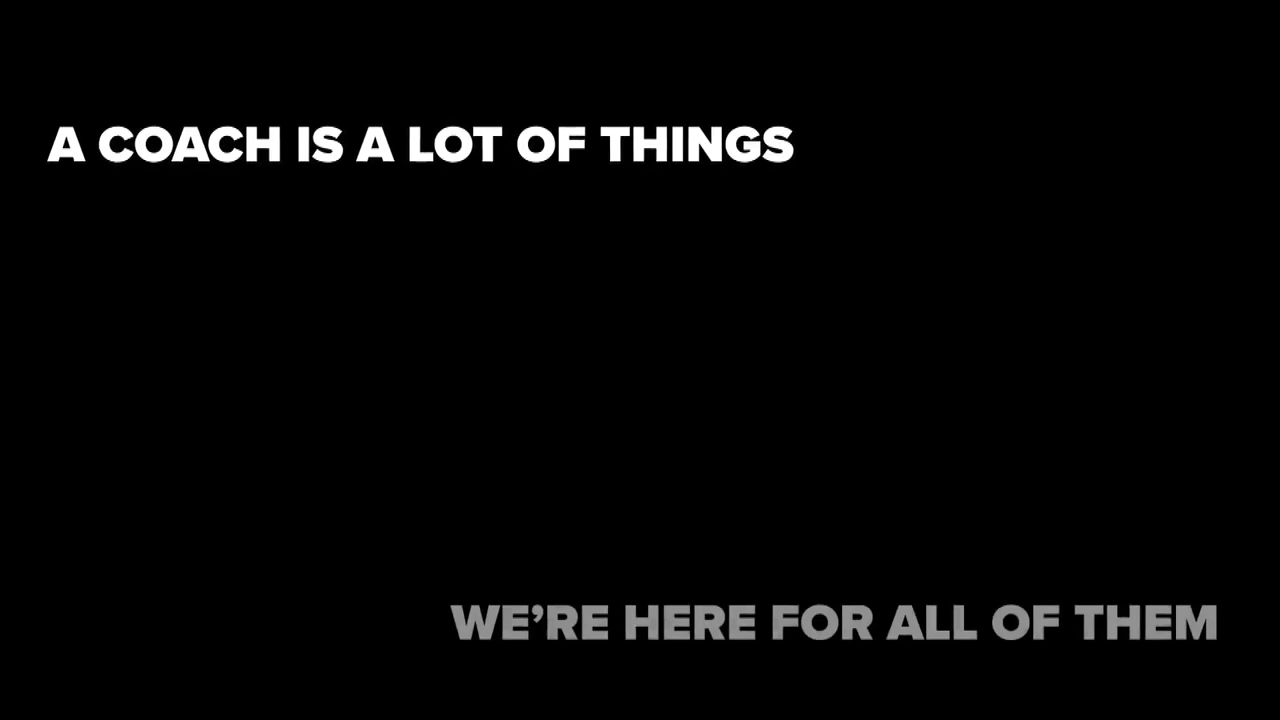 A COACH IS A LOT OF THINGS
WE’RE HERE FOR ALL OF THEM